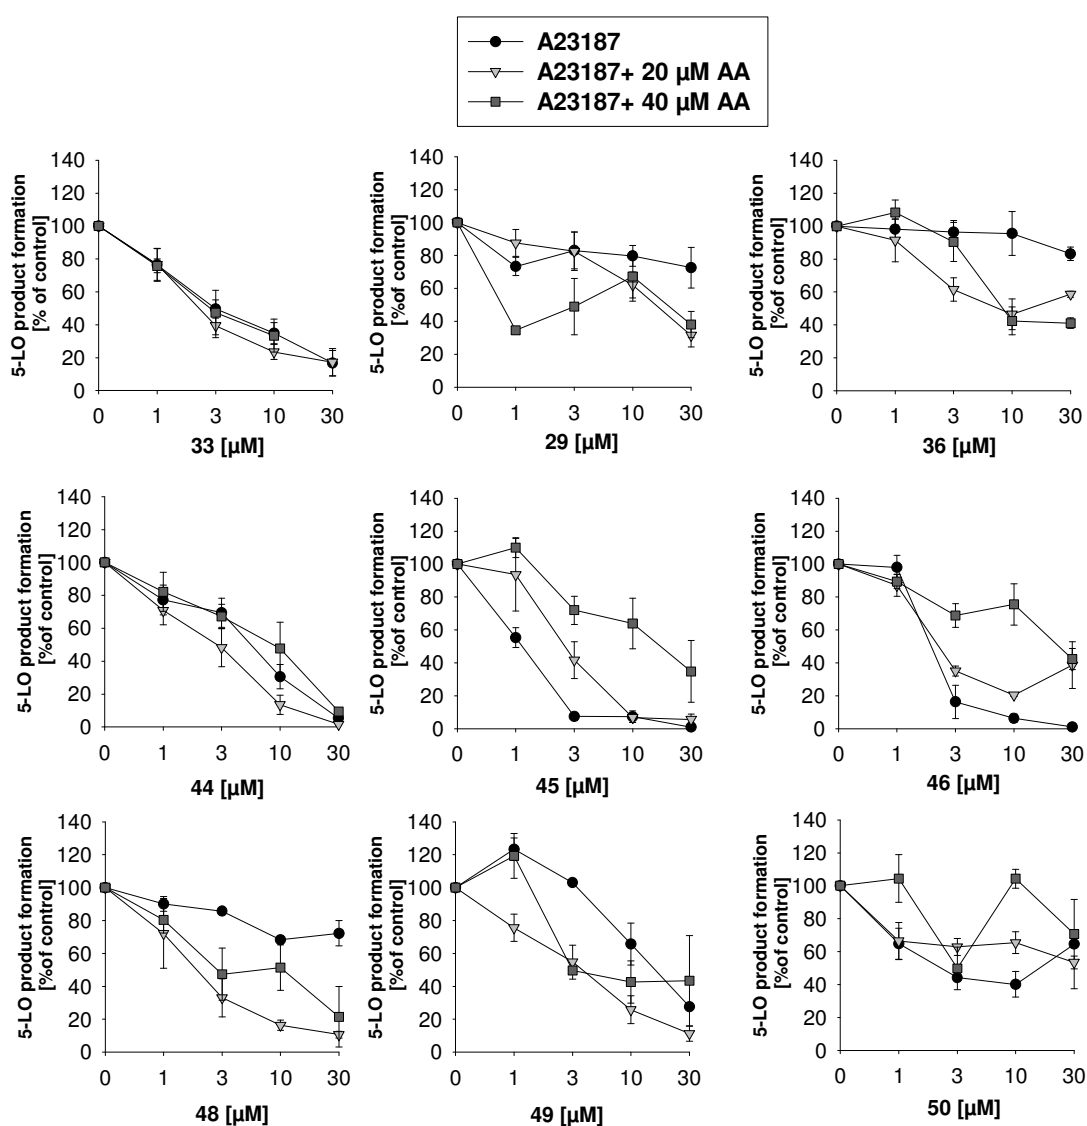 A23187
A23187+ 20 µM AA
A23187+ 40 µM AA
5-LO product formation
[% of control]
140
120
100
80
60
40
20
0
0 1 3 10 30
33 [µM]
5-LO product formation
[%of control]
140
120
100
80
60
40
20
0
0 1 3 10 30
29 [µM]
5-LO product formation
[%of control]
140
120
100
80
60
40
20
0
0 1 3 10 30
36 [µM]
5-LO product formation
[%of control]
140
120
100
80
60
40
20
0
0 1 3 10 30
44 [µM]
5-LO product formation
[%of control]
140
120
100
80
60
40
20
0
0 1 3 10 30
45 [µM]
5-LO product formation
[%of control]
140
120
100
80
60
40
20
0
0 1 3 10 30
46 [µM]
5-LO product formation
[%of control]
140
120
100
80
60
40
20
0
0 1 3 10 30
48 [µM]
5-LO product formation
[%of control]
140
120
100
80
60
40
20
0
0 1 3 10 30
49 [µM]
5-LO product formation
[%of control]
140
120
100
80
60
40
20
0
0 1 3 10 30
50 [µM]